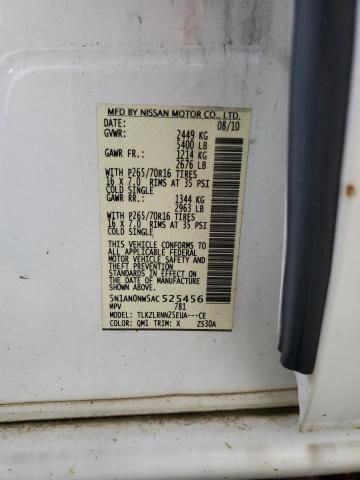 MFD BY NISSAN MOTOR CO., LTD.
DATE: 08/10
GVWR: 2449 KG
5400 LB
GAWR FR.: 1214 KG
2676 LB
WITH P265/70R16 TIRES
16 X 7.0 RIMS AT 35 PSI
COLD SINGLE
GAWR RR.: 1344 KG
2963 LB
WITH P265/70R16 TIRES
16 X 7.0 RIMS AT 35 PSI
COLD SINGLE
THIS VEHICLE CONFORMS TO ALL
APPLICABLE FEDERAL
MOTOR VEHICLE SAFETY STANDARDS
IN EFFECT ON THE
DATE OF MANUFACTURE SHOWN
ABOVE.
5N1AN0NW5AC525456
MPV 781
MODEL: TLKZLRNN25EUA---CE
COLOR: QM1 TRIM: X ZS30A